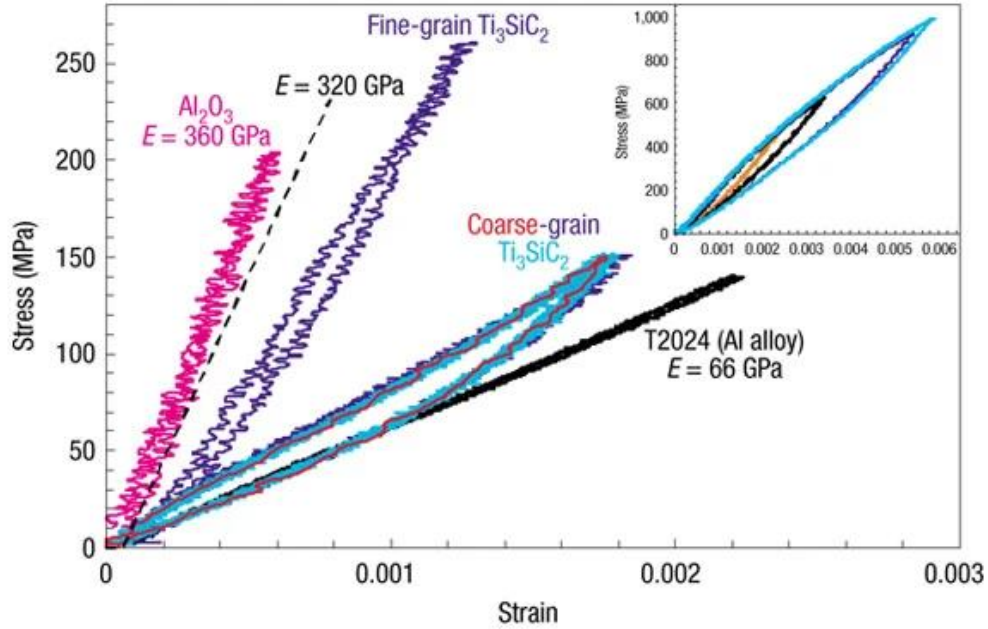 Fine-grain Ti₃SiC₂
E = 320 GPa
Al₂O₃
E = 360 GPa
Coarse-grain
Ti₃SiC₂
T2024 (Al alloy)
E = 66 GPa
Stress (MPa)
250
200
150
100
50
0
0 0.001 0.002 0.003
Strain
Stress (MPa)
1,000
800
600
400
200
0
0 0.001 0.002 0.003 0.004 0.005 0.006